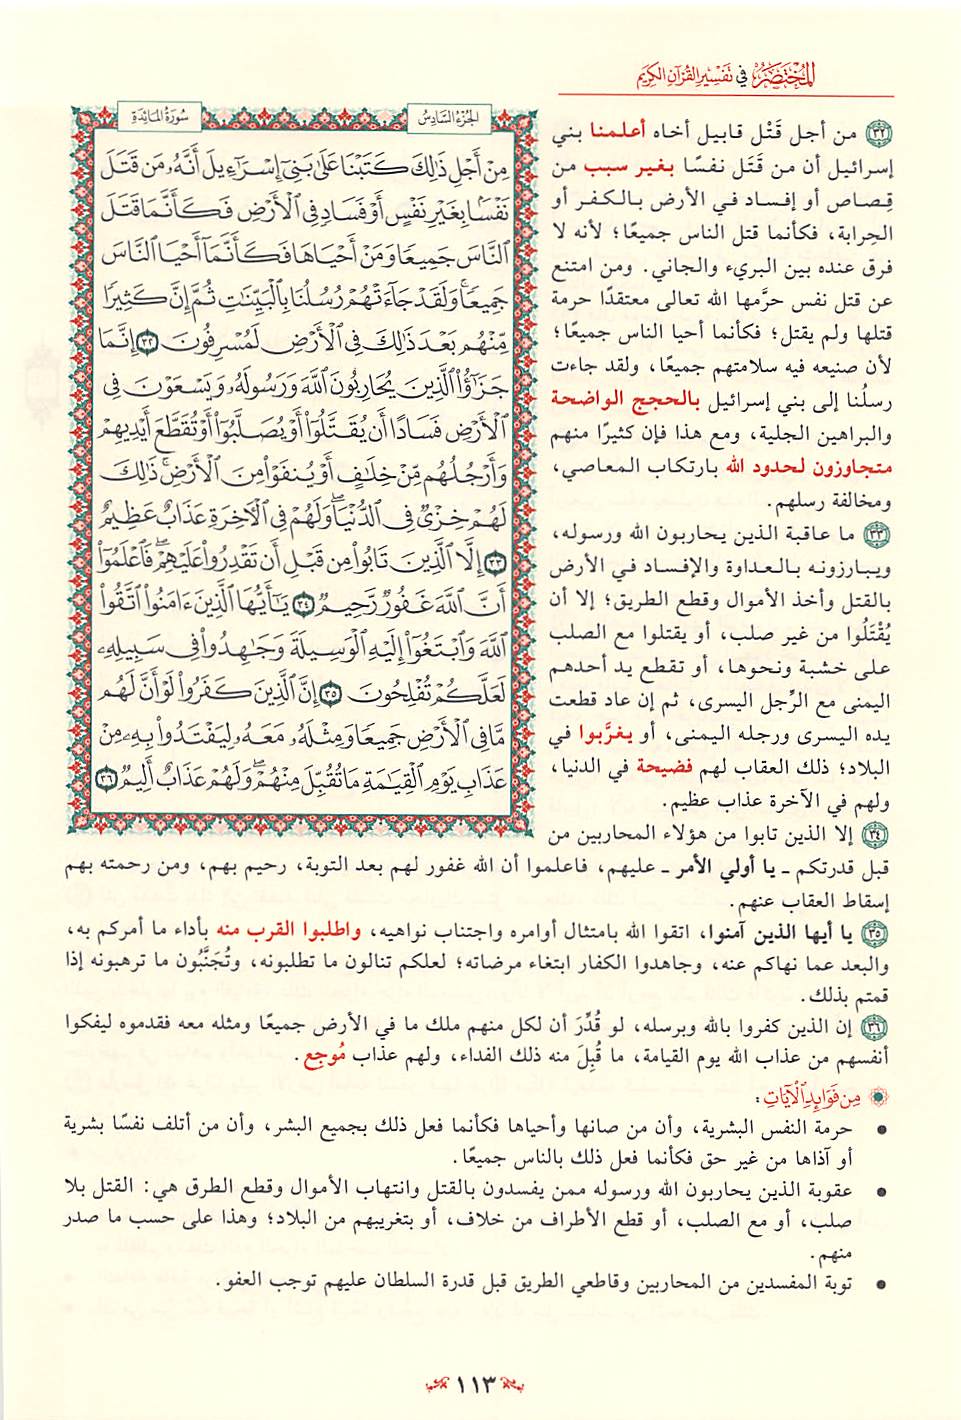 المختصر في تفسير القرآن الكريم
الجزء السادس
سورة المائدة
مِنْ أَجْلِ ذَٰلِكَ كَتَبْنَا عَلَىٰ بَنِيٓ إِسْرَٰٓءِيلَ أَنَّهُۥ مَن قَتَلَ
نَفْسًۢا بِغَيْرِ نَفْسٍ أَوْ فَسَادٍ فِي ٱلْأَرْضِ فَكَأَنَّمَا قَتَلَ
ٱلنَّاسَ جَمِيعًا وَمَنْ أَحْيَاهَا فَكَأَنَّمَآ أَحْيَا ٱلنَّاسَ
جَمِيعًاۚ وَلَقَدْ جَآءَتْهُمْ رُسُلُنَا بِٱلْبَيِّنَٰتِ ثُمَّ إِنَّ كَثِيرًا
مِّنْهُم بَعْدَ ذَٰلِكَ فِي ٱلْأَرْضِ لَمُسْرِفُونَ ٣٢ إِنَّمَا
جَزَٰٓؤُا۟ ٱلَّذِينَ يُحَارِبُونَ ٱللَّهَ وَرَسُولَهُۥ وَيَسْعَوْنَ فِي
ٱلْأَرْضِ فَسَادًا أَن يُقَتَّلُوٓا۟ أَوْ يُصَلَّبُوٓا۟ أَوْ تُقَطَّعَ أَيْدِيهِمْ
وَأَرْجُلُهُم مِّنْ خِلَٰفٍ أَوْ يُنفَوْا۟ مِنَ ٱلْأَرْضِۚ ذَٰلِكَ
لَهُمْ خِزْيٌ فِي ٱلدُّنْيَاۖ وَلَهُمْ فِي ٱلْأٓخِرَةِ عَذَابٌ عَظِيمٌ
٣٣ إِلَّا ٱلَّذِينَ تَابُوا۟ مِن قَبْلِ أَن تَقْدِرُوا۟ عَلَيْهِمْۖ فَٱعْلَمُوٓا۟
أَنَّ ٱللَّهَ غَفُورٌ رَّحِيمٌ ٣٤ يَٰٓأَيُّهَا ٱلَّذِينَ ءَامَنُوا۟ ٱتَّقُوا۟
ٱللَّهَ وَٱبْتَغُوٓا۟ إِلَيْهِ ٱلْوَسِيلَةَ وَجَٰهِدُوا۟ فِي سَبِيلِهِۦ
لَعَلَّكُمْ تُفْلِحُونَ ٣٥ إِنَّ ٱلَّذِينَ كَفَرُوا۟ لَوْ أَنَّ لَهُم
مَّا فِي ٱلْأَرْضِ جَمِيعًا وَمِثْلَهُۥ مَعَهُۥ لِيَفْتَدُوا۟ بِهِۦ مِنْ
عَذَابِ يَوْمِ ٱلْقِيَٰمَةِ مَا تُقُبِّلَ مِنْهُمْۖ وَلَهُمْ عَذَابٌ أَلِيمٌ ٣٦
٣٢ من أجل قَتْل قابيل أخاه أعلمنا بني
إسرائيل أن من قَتَل نفسًا بغير سبب من
قِصاص أو إفساد في الأرض بالكفر أو
الحِرابة، فكأنما قتل الناس جميعًا؛ لأنه لا
فرق عنده بين البريء والجاني. ومن امتنع
عن قتل نفس حرَّمها الله تعالى معتقدًا حرمة
قتلها ولم يقتل؛ فكأنما أحيا الناس جميعًا؛
لأن صنيعه فيه سلامتهم جميعًا، ولقد جاءت
رسلُنا إلى بني إسرائيل بالحجج الواضحة
والبراهين الجلية، ومع هذا فإن كثيرًا منهم
متجاوزون لحدود الله بارتكاب المعاصي،
ومخالفة رسلهم.
٣٣ ما عاقبة الذين يحاربون الله ورسوله،
ويبارزونه بالعداوة والإفساد في الأرض
بالقتل وأخذ الأموال وقطع الطريق؛ إلا أن
يُقْتَلُوا من غير صلب، أو يقتلوا مع الصلب
على خشبة ونحوها، أو تقطع يد أحدهم
اليمنى مع الرِّجل اليسرى، ثم إن عاد قطعت
يده اليسرى ورجله اليمنى، أو يغرَّبوا في
البلاد؛ ذلك العقاب لهم فضيحة في الدنيا،
ولهم في الآخرة عذاب عظيم.
٣٤ إلا الذين تابوا من هؤلاء المحاربين من
قبل قدرتكم ـ يا أولي الأمر ـ عليهم، فاعلموا أن الله غفور لهم بعد التوبة، رحيم بهم، ومن رحمته بهم
إسقاط العقاب عنهم.
٣٥ يا أيها الذين آمنوا، اتقوا الله بامتثال أوامره واجتناب نواهيه، واطلبوا القرب منه بأداء ما أمركم به،
والبعد عما نهاكم عنه، وجاهدوا الكفار ابتغاء مرضاته؛ لعلكم تنالون ما تطلبونه، وتُجَنَّبُون ما ترهبونه إذا
قمتم بذلك.
٣٦ إن الذين كفروا بالله وبرسله، لو قُدِّرَ أن لكل منهم ملك ما في الأرض جميعًا ومثله معه فقدموه ليفكوا
أنفسهم من عذاب الله يوم القيامة، ما قُبِلَ منه ذلك الفداء، ولهم عذاب مُوجِع.
مِن فَوَائِدِ الْآيَاتِ:
• حرمة النفس البشرية، وأن من صانها وأحياها فكأنما فعل ذلك بجميع البشر، وأن من أتلف نفسًا بشرية
أو آذاها من غير حق فكأنما فعل ذلك بالناس جميعًا.
• عقوبة الذين يحاربون الله ورسوله ممن يفسدون بالقتل وانتهاب الأموال وقطع الطرق هي: القتل بلا
صلب، أو مع الصلب، أو قطع الأطراف من خلاف، أو بتغريبهم من البلاد؛ وهذا على حسب ما صدر
منهم.
• توبة المفسدين من المحاربين وقاطعي الطريق قبل قدرة السلطان عليهم توجب العفو.
١١٣